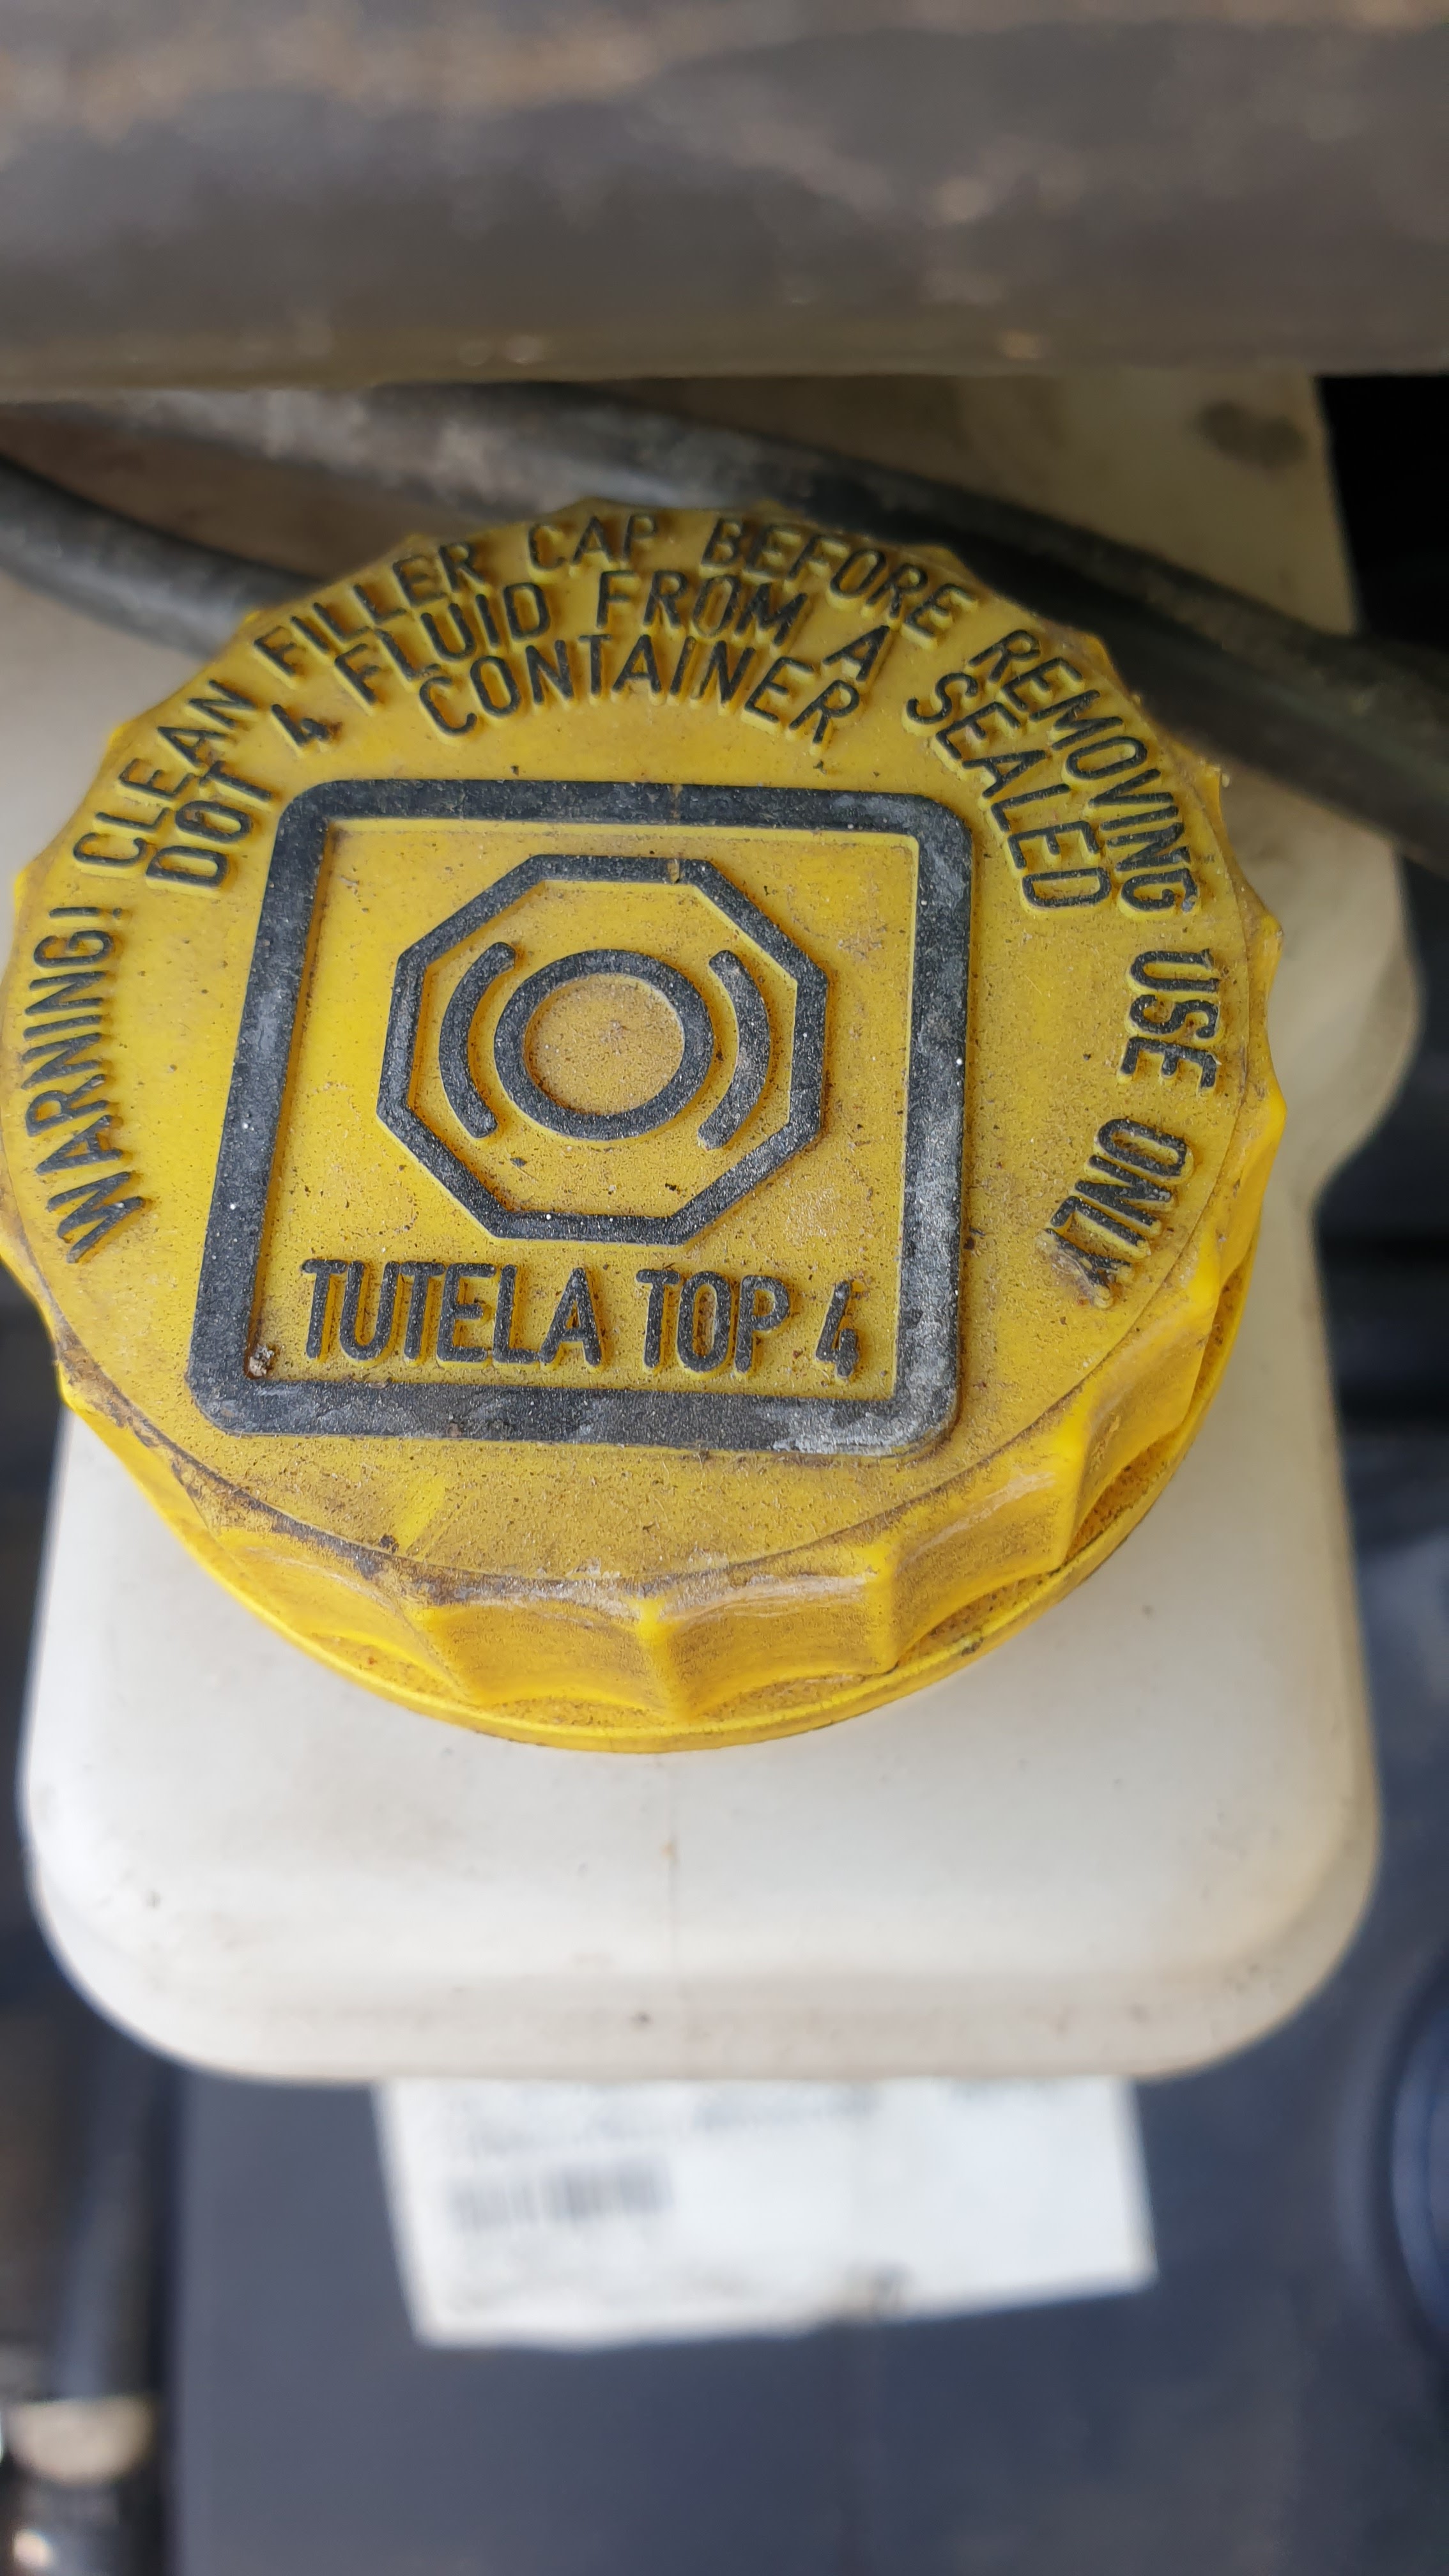 WARNING! CLEAN FILLER CAP BEFORE REMOVING USE ONLY
DOT 4 FLUID FROM A SEALED
CONTAINER
TUTELA TOP 4